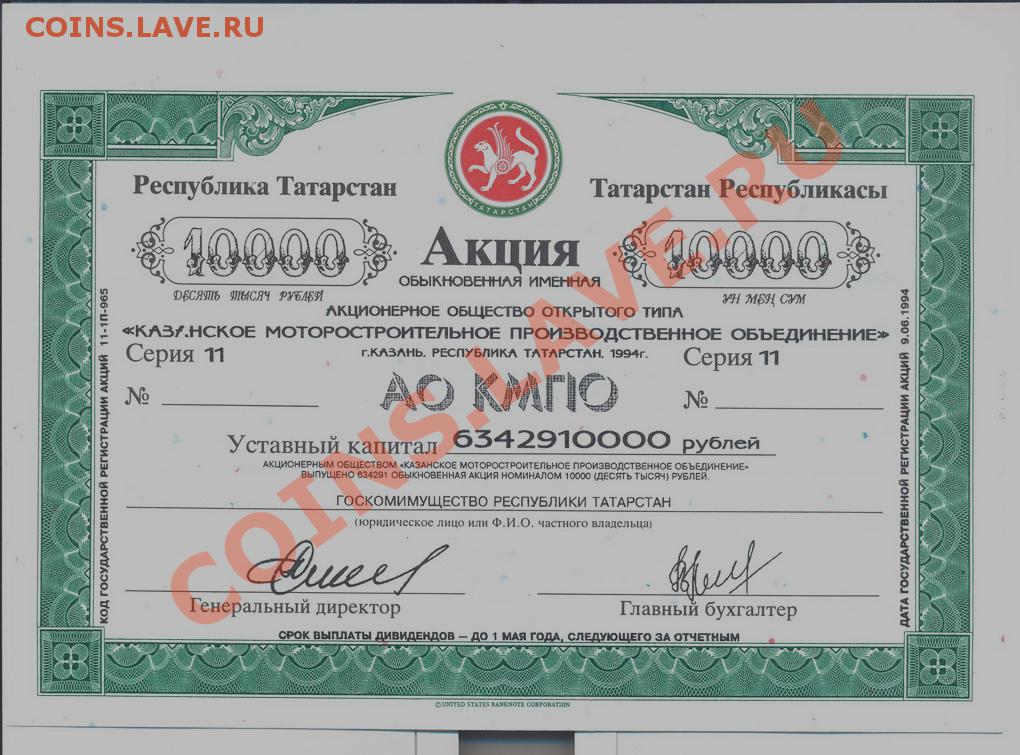 COINS.LAVE.RU
ТАТАРСТАН
Республика Татарстан
Татарстан Республикасы
10000
10000
Акция
ОБЫКНОВЕННАЯ ИМЕННАЯ
ДЕСЯТЬ ТЫСЯЧ РУБЛЕЙ
УН МЕҢ СУМ
АКЦИОНЕРНОЕ ОБЩЕСТВО ОТКРЫТОГО ТИПА
«КАЗАНСКОЕ МОТОРОСТРОИТЕЛЬНОЕ ПРОИЗВОДСТВЕННОЕ ОБЪЕДИНЕНИЕ»
Серия 11
г.КАЗАНЬ, РЕСПУБЛИКА ТАТАРСТАН, 1994г.
Серия 11
№
АО КМПО
№
Уставный капитал 6342910000 рублей
АКЦИОНЕРНЫМ ОБЩЕСТВОМ «КАЗАНСКОЕ МОТОРОСТРОИТЕЛЬНОЕ ПРОИЗВОДСТВЕННОЕ ОБЪЕДИНЕНИЕ»
ВЫПУЩЕНО 634291 ОБЫКНОВЕННАЯ АКЦИЯ НОМИНАЛОМ 10000 (ДЕСЯТЬ ТЫСЯЧ) РУБЛЕЙ.
ГОСКОМИМУЩЕСТВО РЕСПУБЛИКИ ТАТАРСТАН
(юридическое лицо или Ф.И.О. частного владельца)
Генеральный директор
Главный бухгалтер
СРОК ВЫПЛАТЫ ДИВИДЕНДОВ — ДО 1 МАЯ ГОДА, СЛЕДУЮЩЕГО ЗА ОТЧЕТНЫМ
КОД ГОСУДАРСТВЕННОЙ РЕГИСТРАЦИИ АКЦИЙ 11-1П-965
ДАТА ГОСУДАРСТВЕННОЙ РЕГИСТРАЦИИ АКЦИЙ 9.06.1994
© UNITED STATES BANKNOTE CORPORATION
COINS.LAVE.RU